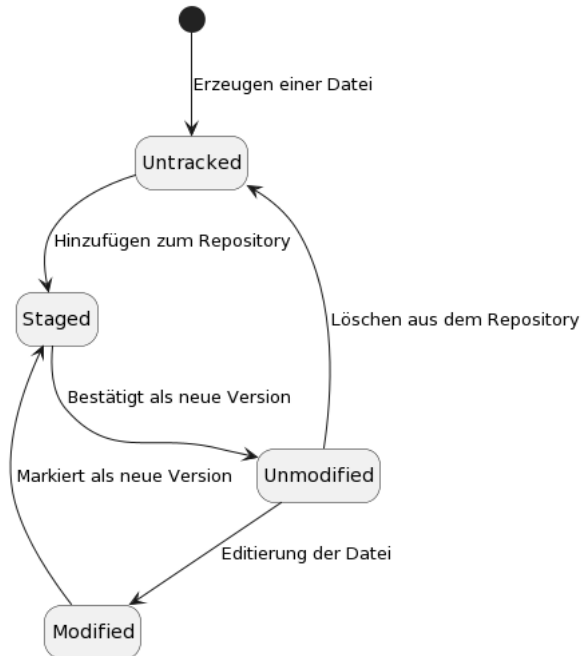 Erzeugen einer Datei
Untracked
Hinzufügen zum Repository
Staged
Löschen aus dem Repository
Bestätigt als neue Version
Markiert als neue Version
Unmodified
Editierung der Datei
Modified